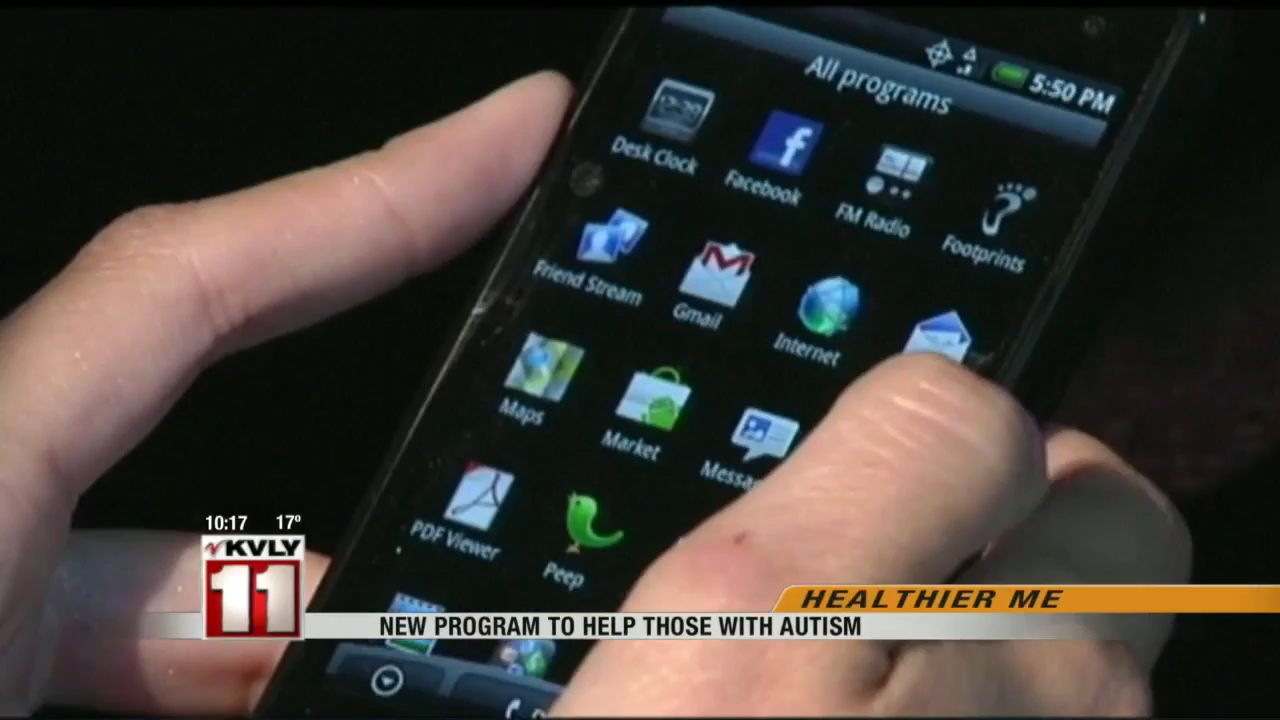 5:50 PM
All programs
Desk Clock
Facebook
FM Radio
Footprints
Friend Stream
Gmail
Internet
Maps
Market
PDF Viewer
Peep
10:17 17°
KVLY
11
HEALTHIER ME
NEW PROGRAM TO HELP THOSE WITH AUTISM